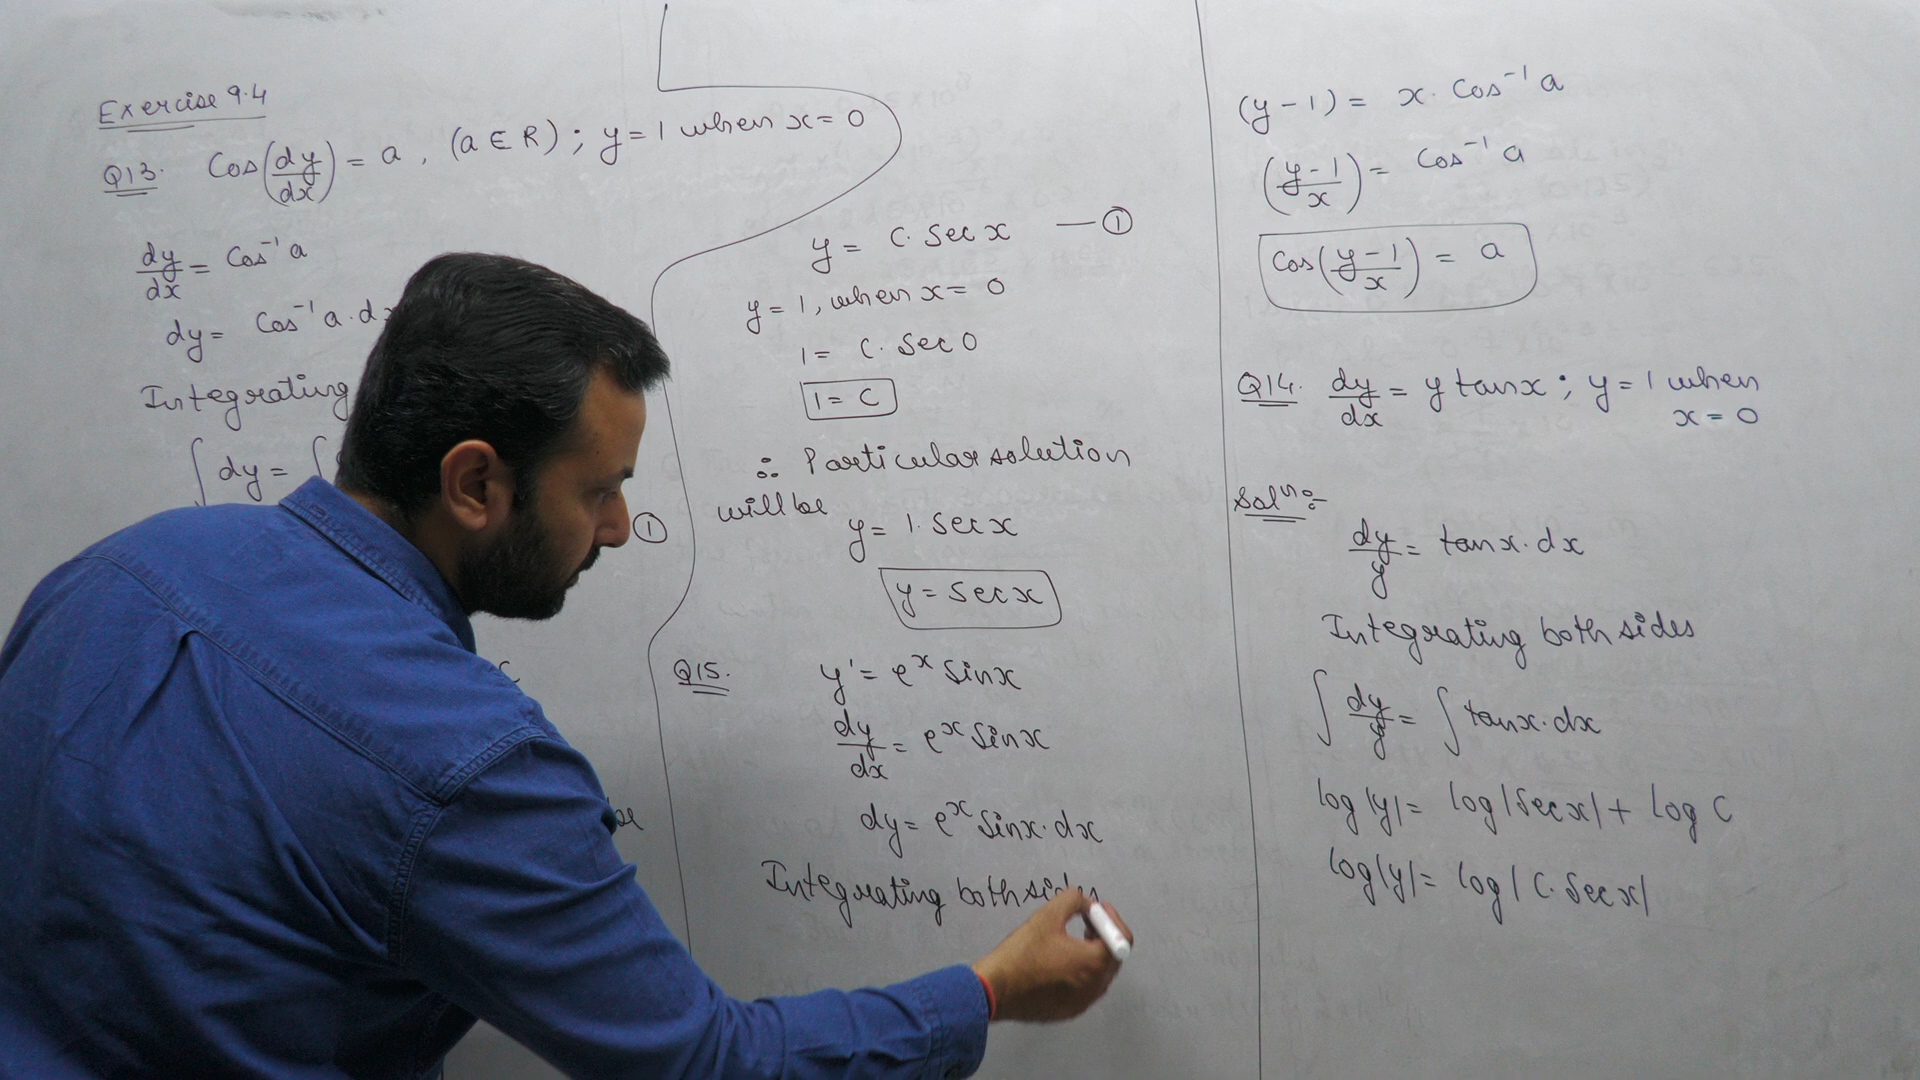 Exercise 9.4
Q13. Cos(dy/dx) = a, (a ∈ R); y = 1 when x = 0
dy/dx = Cos⁻¹ a
dy = Cos⁻¹ a · d
Integrating
∫ dy = ∫
①
be
(y - 1) = x · Cos⁻¹ a
(y - 1/x) = Cos⁻¹ a
Cos(y - 1/x) = a
Q14. dy/dx = y tan x; y = 1 when
x = 0
Solⁿ:-
dy/y = tan x · dx
Integrating both sides
∫ dy/y = ∫ tan x · dx
log |y| = log |Sec x| + log C
log |y| = log | C · Sec x|
y = C · Sec x — ①
y = 1, when x = 0
1 = C · Sec 0
1 = C
∴ Particular solution
will be
y = 1 · Sec x
y = Sec x
Q15. y' = eˣ Sin x
dy/dx = eˣ Sin x
dy = eˣ Sin x · dx
Integrating both sides